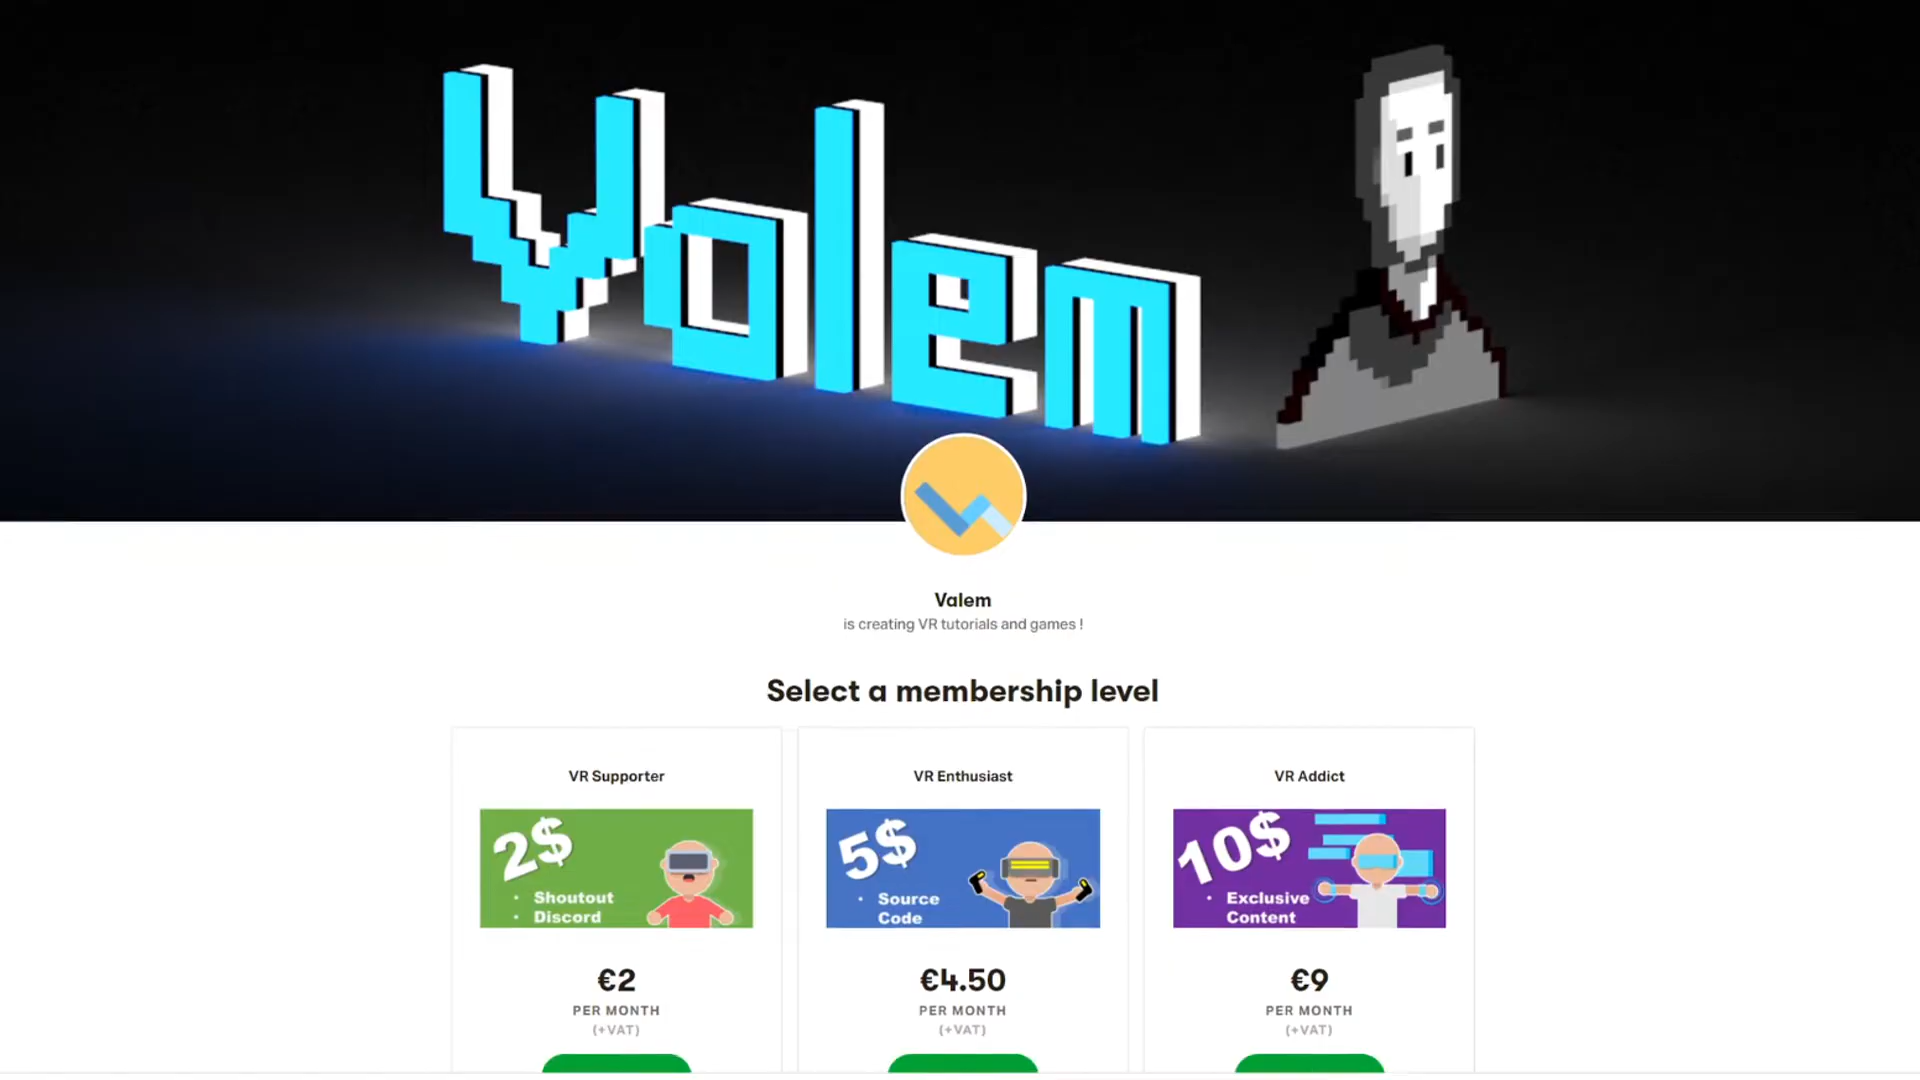 Valem
Valem
is creating VR tutorials and games !
Select a membership level
VR Supporter
2$
• Shoutout
• Discord
€2
PER MONTH
(+VAT)
VR Enthusiast
5$
• Source
Code
€4.50
PER MONTH
(+VAT)
VR Addict
10$
• Exclusive
Content
€9
PER MONTH
(+VAT)